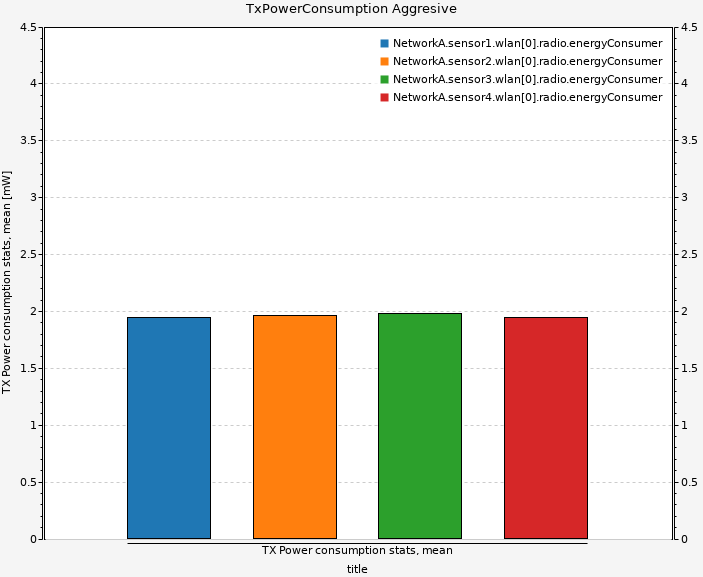 TxPowerConsumption Aggresive
NetworkA.sensor1.wlan[0].radio.energyConsumer
NetworkA.sensor2.wlan[0].radio.energyConsumer
NetworkA.sensor3.wlan[0].radio.energyConsumer
NetworkA.sensor4.wlan[0].radio.energyConsumer
TX Power consumption stats, mean [mW]
4.5 4.5
4 4
3.5 3.5
3 3
2.5 2.5
2 2
1.5 1.5
1 1
0.5 0.5
0 0
TX Power consumption stats, mean
title